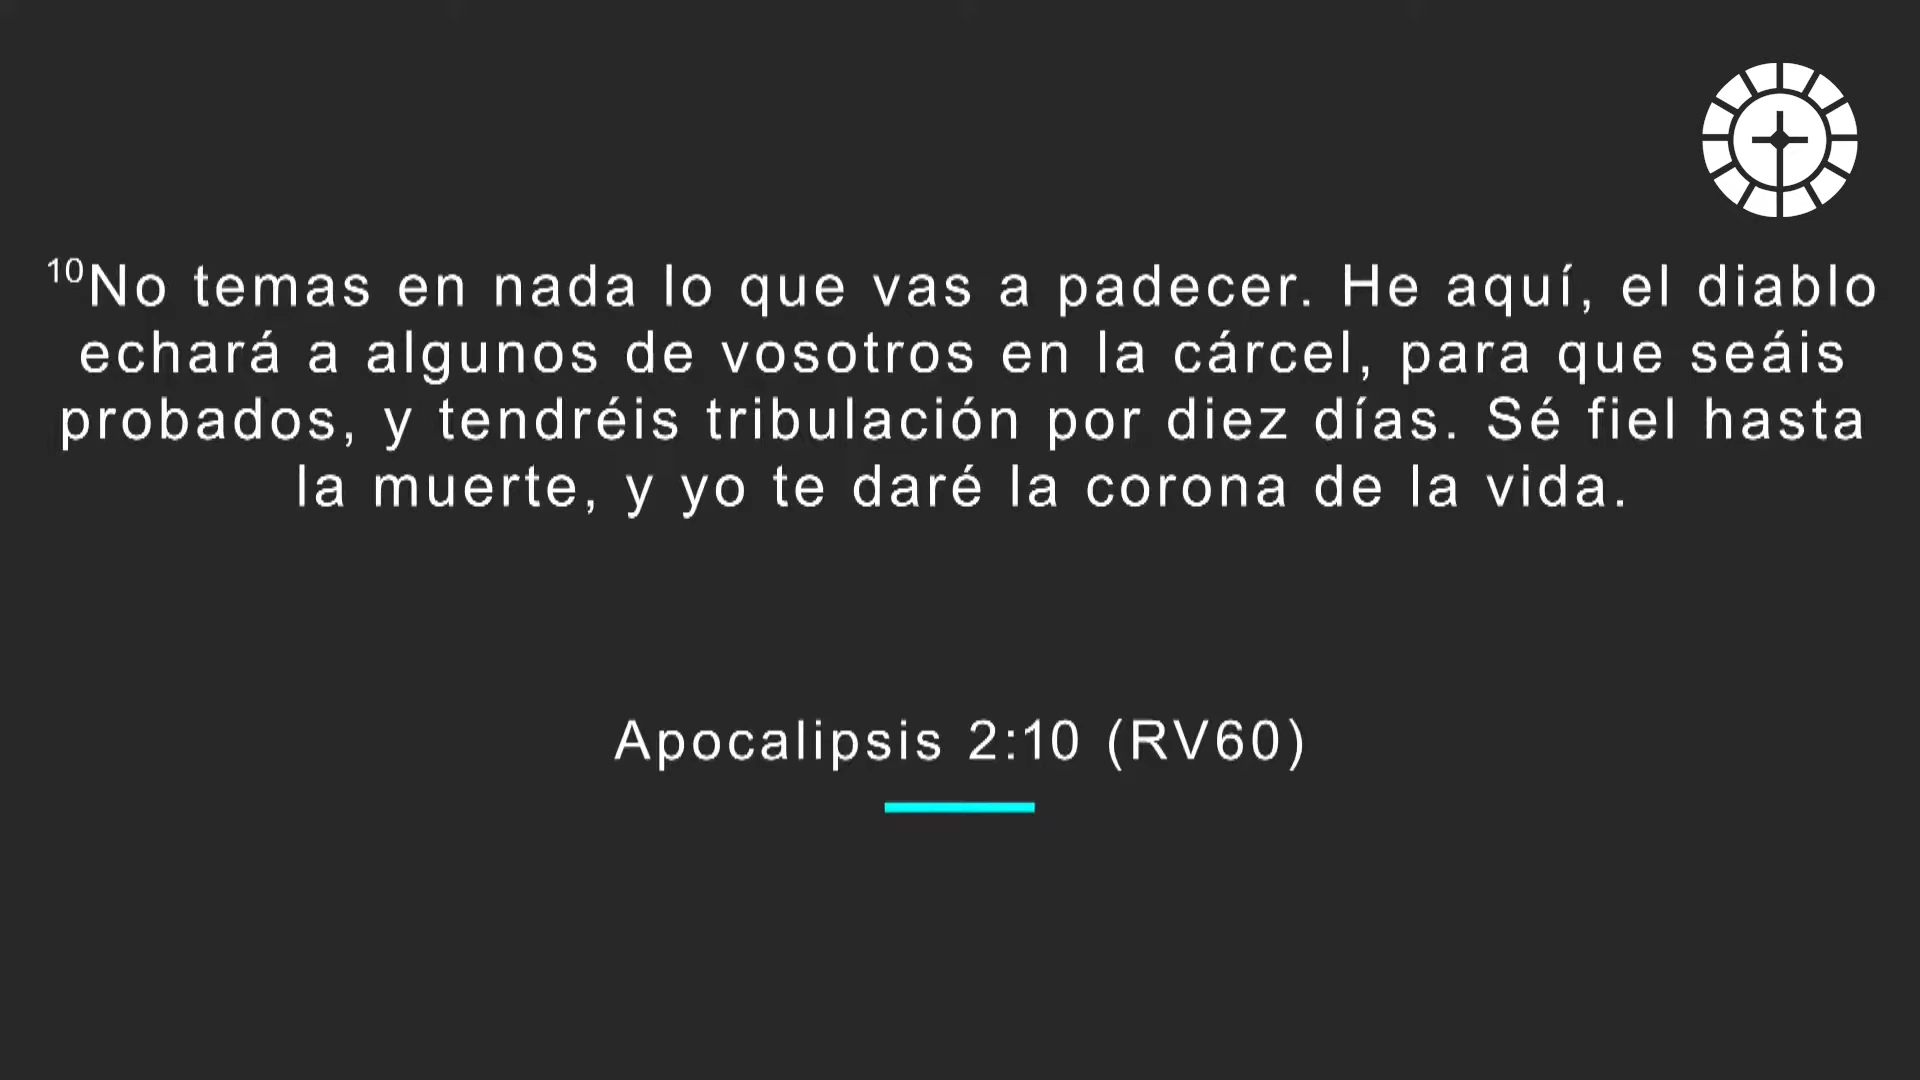 ¹⁰No temas en nada lo que vas a padecer. He aquí, el diablo
echará a algunos de vosotros en la cárcel, para que seáis
probados, y tendréis tribulación por diez días. Sé fiel hasta
la muerte, y yo te daré la corona de la vida.
Apocalipsis 2:10 (RV60)